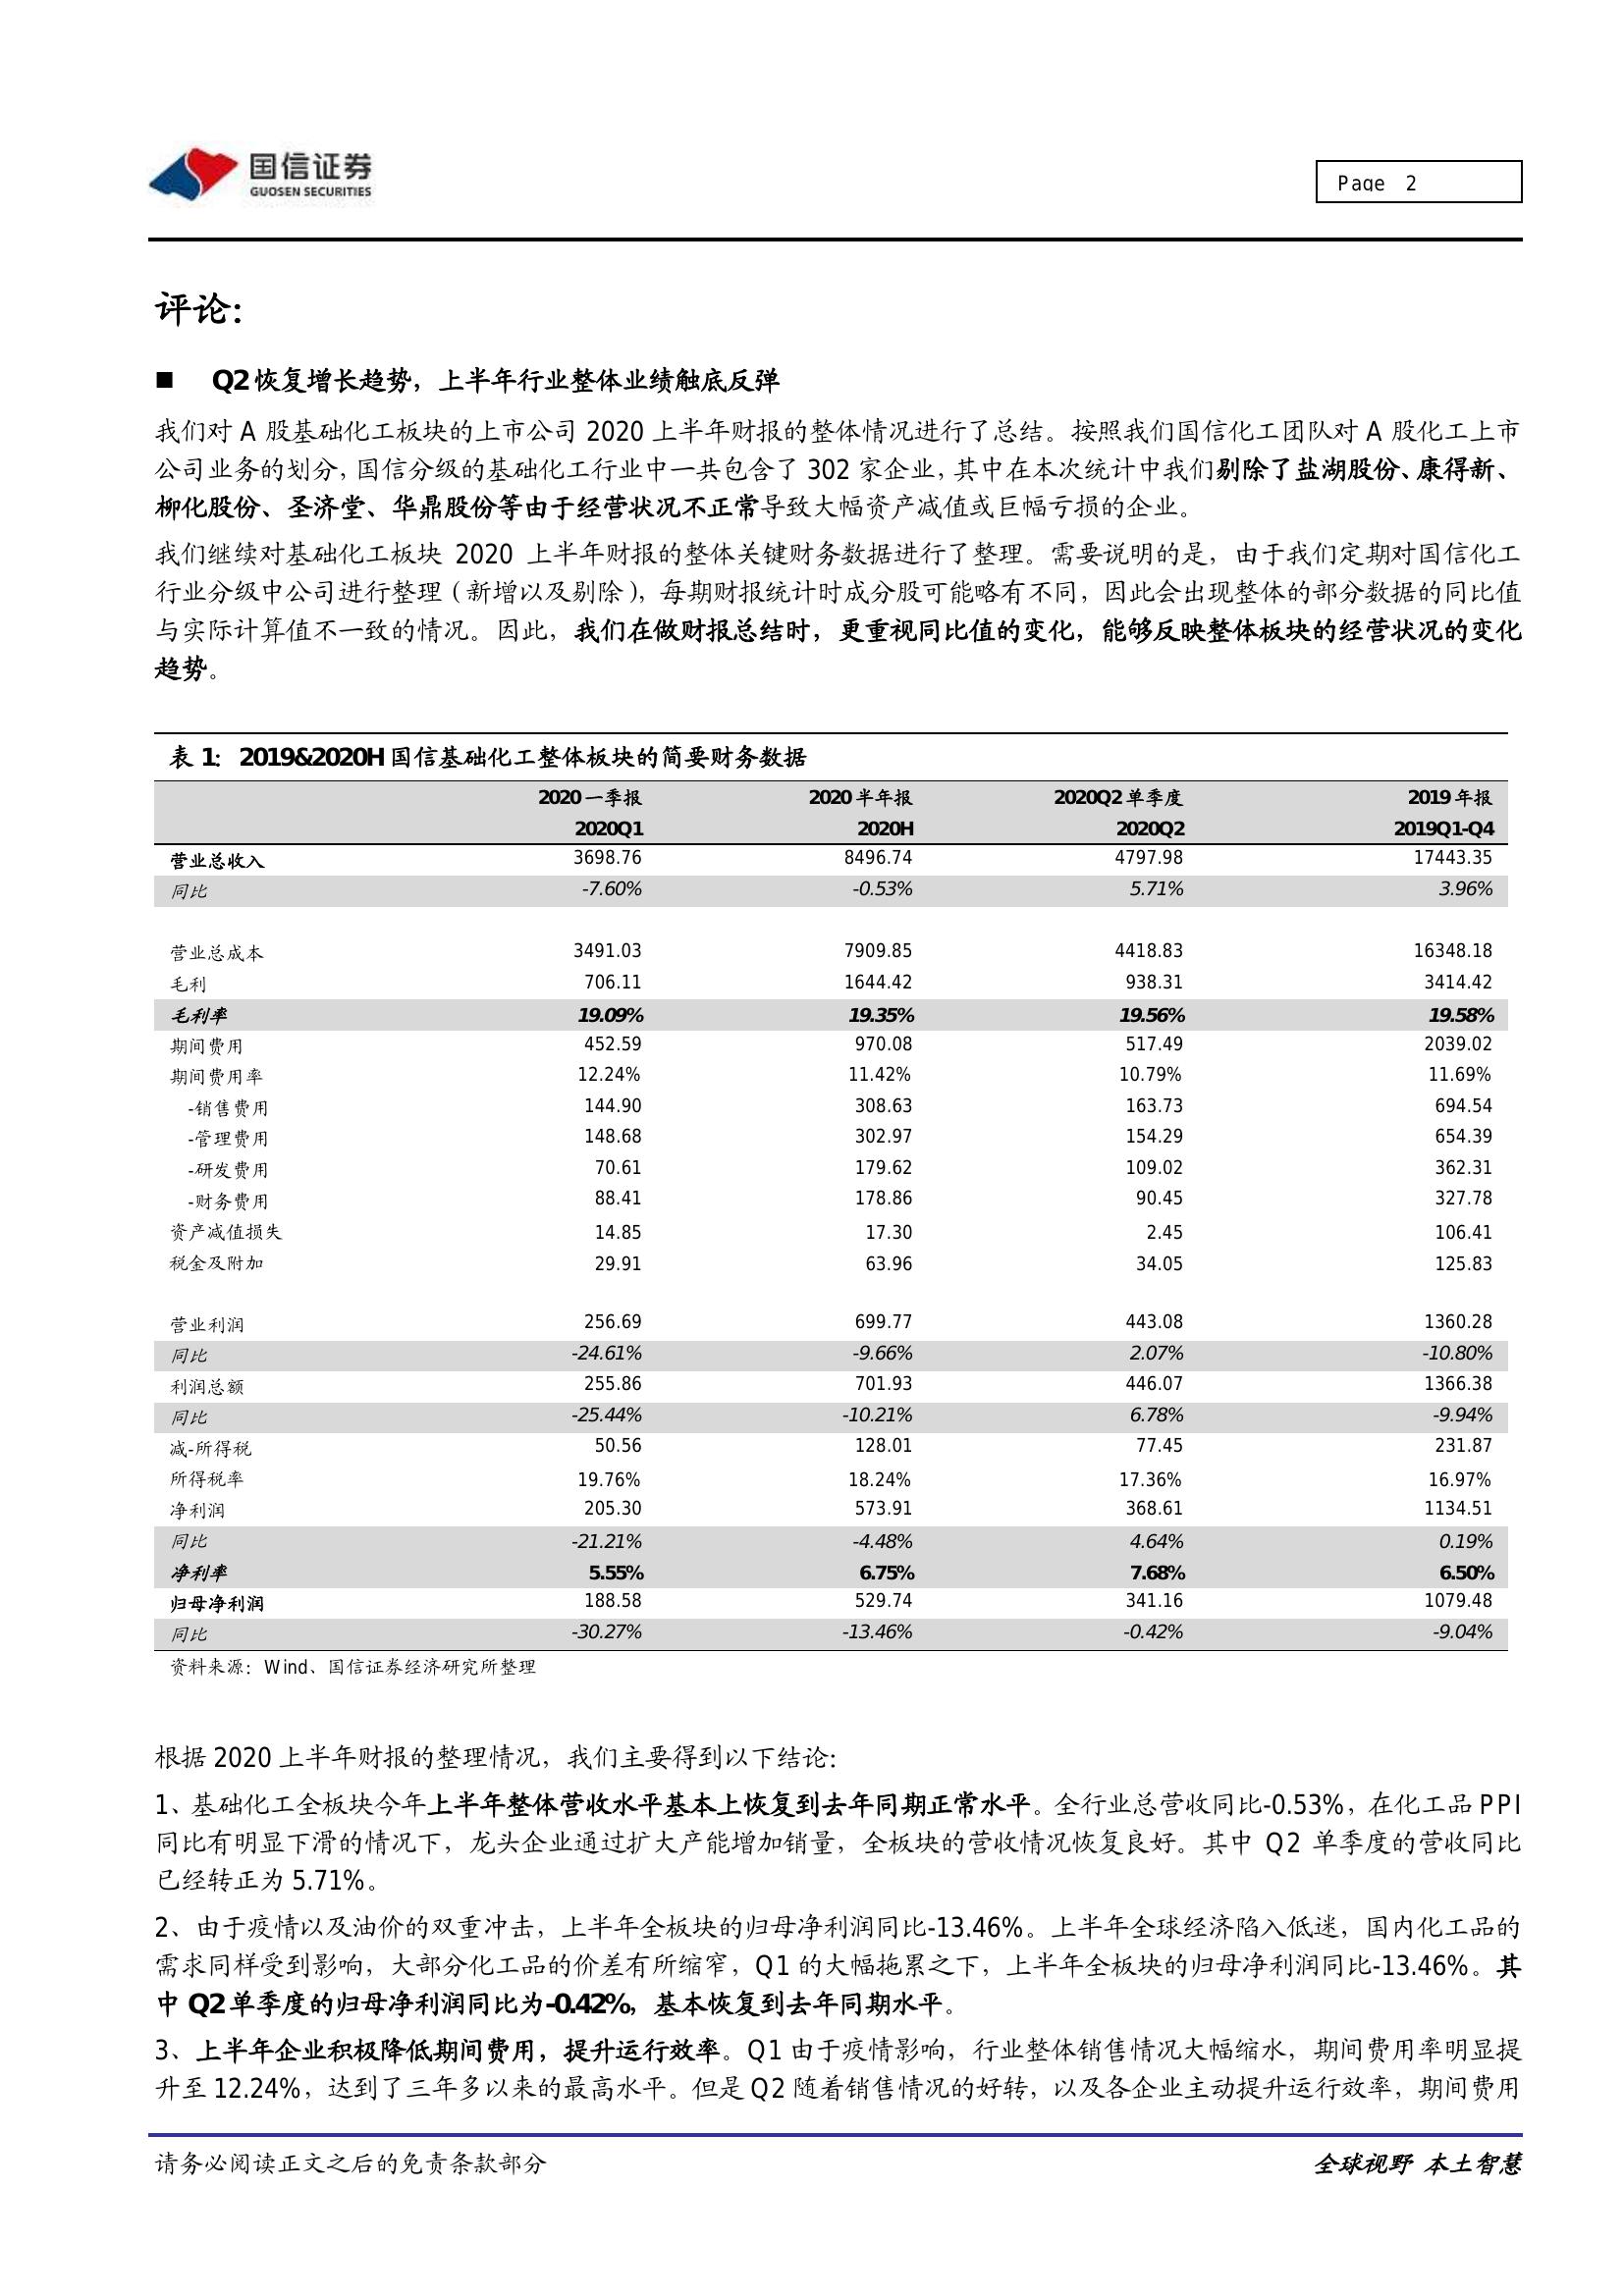 国信证券
GUOSEN SECURITIES
Page 2
评论：
■ Q2恢复增长趋势，上半年行业整体业绩触底反弹
我们对 A 股基础化工板块的上市公司 2020 上半年财报的整体情况进行了总结。按照我们国信化工团队对 A 股化工上市
公司业务的划分，国信分级的基础化工行业中一共包含了 302 家企业，其中在本次统计中我们剔除了盐湖股份、康得新、
柳化股份、圣济堂、华鼎股份等由于经营状况不正常导致大幅资产减值或巨幅亏损的企业。
我们继续对基础化工板块 2020 上半年财报的整体关键财务数据进行了整理。需要说明的是，由于我们定期对国信化工
行业分级中公司进行整理（新增以及剔除），每期财报统计时成分股可能略有不同，因此会出现整体的部分数据的同比值
与实际计算值不一致的情况。因此，我们在做财报总结时，更重视同比值的变化，能够反映整体板块的经营状况的变化
趋势。
表 1： 2019&2020H 国信基础化工整体板块的简要财务数据
2020 一季报 2020 半年报 2020Q2 单季度 2019 年报
2020Q1 2020H 2020Q2 2019Q1-Q4
营业总收入 3698.76 8496.74 4797.98 17443.35
同比 -7.60% -0.53% 5.71% 3.96%
营业总成本 3491.03 7909.85 4418.83 16348.18
毛利 706.11 1644.42 938.31 3414.42
毛利率 19.09% 19.35% 19.56% 19.58%
期间费用 452.59 970.08 517.49 2039.02
期间费用率 12.24% 11.42% 10.79% 11.69%
-销售费用 144.90 308.63 163.73 694.54
-管理费用 148.68 302.97 154.29 654.39
-研发费用 70.61 179.62 109.02 362.31
-财务费用 88.41 178.86 90.45 327.78
资产减值损失 14.85 17.30 2.45 106.41
税金及附加 29.91 63.96 34.05 125.83
营业利润 256.69 699.77 443.08 1360.28
同比 -24.61% -9.66% 2.07% -10.80%
利润总额 255.86 701.93 446.07 1366.38
同比 -25.44% -10.21% 6.78% -9.94%
减-所得税 50.56 128.01 77.45 231.87
所得税率 19.76% 18.24% 17.36% 16.97%
净利润 205.30 573.91 368.61 1134.51
同比 -21.21% -4.48% 4.64% 0.19%
净利率 5.55% 6.75% 7.68% 6.50%
归母净利润 188.58 529.74 341.16 1079.48
同比 -30.27% -13.46% -0.42% -9.04%
资料来源：Wind、国信证券经济研究所整理
根据 2020 上半年财报的整理情况，我们主要得到以下结论：
1、基础化工全板块今年上半年整体营收水平基本上恢复到去年同期正常水平。全行业总营收同比-0.53%，在化工品 PPI
同比有明显下滑的情况下，龙头企业通过扩大产能增加销量，全板块的营收情况恢复良好。其中 Q2 单季度的营收同比
已经转正为 5.71%。
2、由于疫情以及油价的双重冲击，上半年全板块的归母净利润同比-13.46%。上半年全球经济陷入低迷，国内化工品的
需求同样受到影响，大部分化工品的价差有所缩窄，Q1 的大幅拖累之下，上半年全板块的归母净利润同比-13.46%。其
中 Q2 单季度的归母净利润同比为-0.42%，基本恢复到去年同期水平。
3、上半年企业积极降低期间费用，提升运行效率。Q1 由于疫情影响，行业整体销售情况大幅缩水，期间费用率明显提
升至 12.24%，达到了三年多以来的最高水平。但是 Q2 随着销售情况的好转，以及各企业主动提升运行效率，期间费用
请务必阅读正文之后的免责条款部分 全球视野 本土智慧